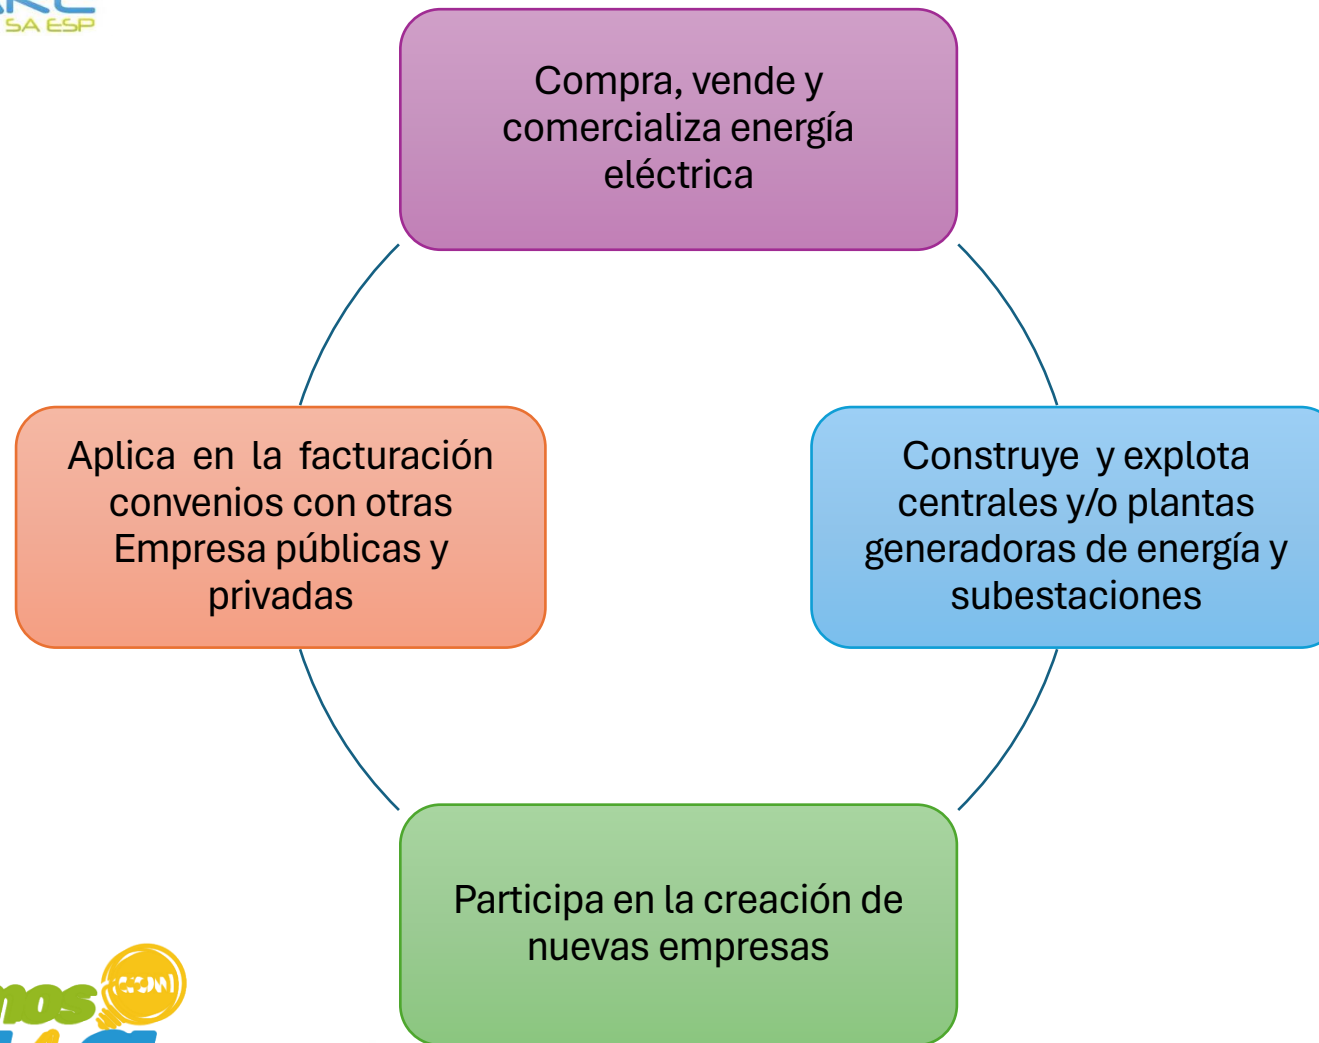 SA ESP
Compra, vende y
comercializa energía
eléctrica
Aplica en la facturación
convenios con otras
Empresa públicas y
privadas
Construye y explota
centrales y/o plantas
generadoras de energía y
subestaciones
Participa en la creación de
nuevas empresas